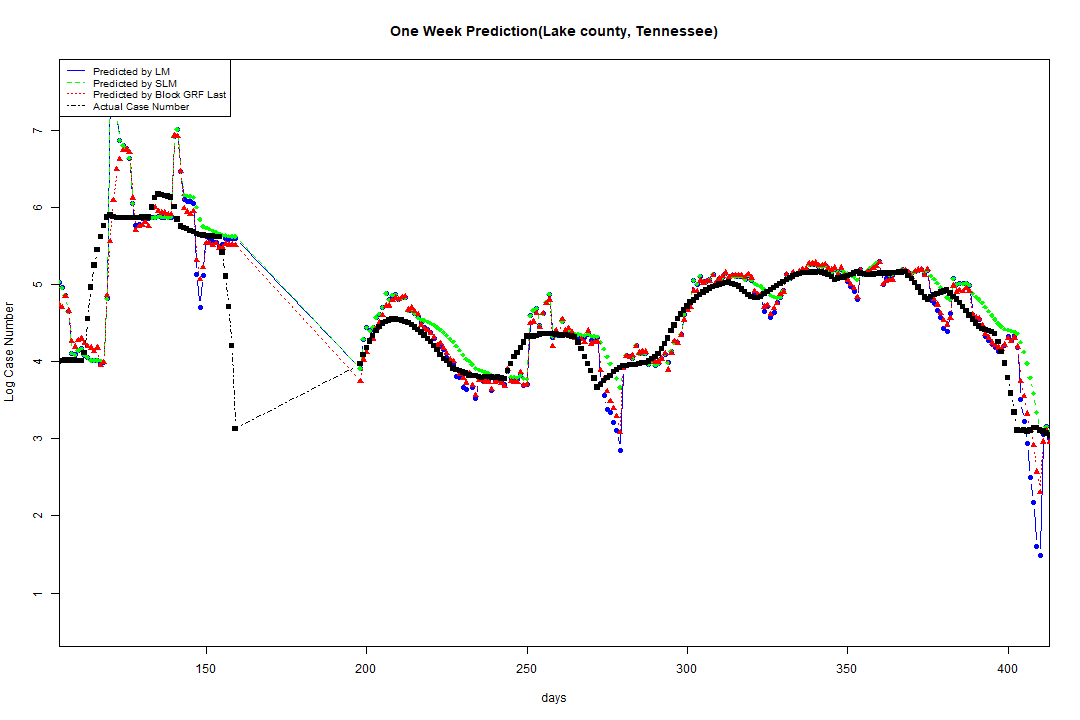 One Week Prediction(Lake county, Tennessee)
Predicted by LM
Predicted by SLM
Predicted by Block GRF Last
Actual Case Number
7
6
5
4
3
2
1
Log Case Number
150 200 250 300 350 400
days